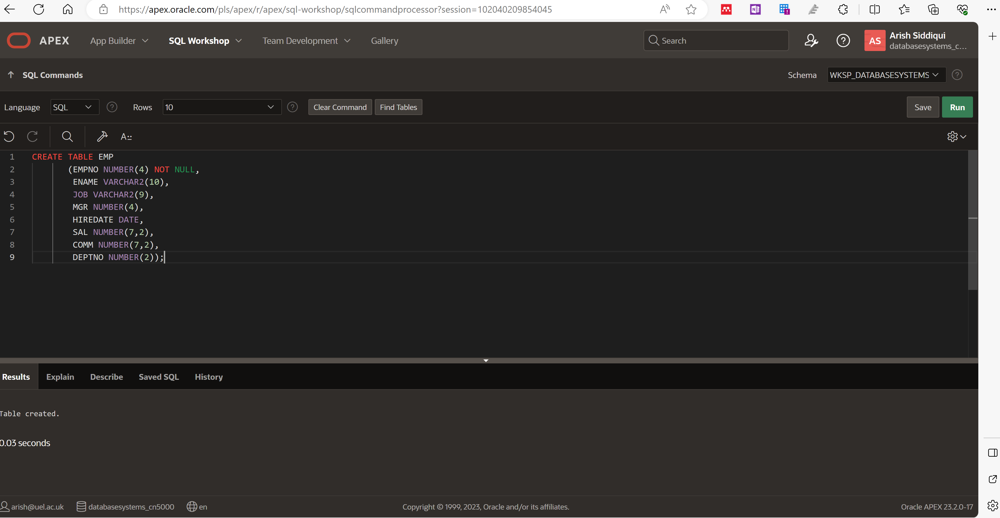 https://apex.oracle.com/pls/apex/r/apex/sql-workshop/sqlcommandprocessor?session=102040209854045
APEX App Builder SQL Workshop Team Development Gallery Search AS Arish Siddiqui
databasesystems_c...
SQL Commands Schema WKSP_DATABASESYSTEMS
Language SQL Rows 10 Clear Command Find Tables Save Run
1 CREATE TABLE EMP
2 (EMPNO NUMBER(4) NOT NULL,
3 ENAME VARCHAR2(10),
4 JOB VARCHAR2(9),
5 MGR NUMBER(4),
6 HIREDATE DATE,
7 SAL NUMBER(7,2),
8 COMM NUMBER(7,2),
9 DEPTNO NUMBER(2));
Results Explain Describe Saved SQL History
Table created.
0.03 seconds
arish@uel.ac.uk databasesystems_cn5000 en Copyright © 1999, 2023, Oracle and/or its affiliates. Oracle APEX 23.2.0-17